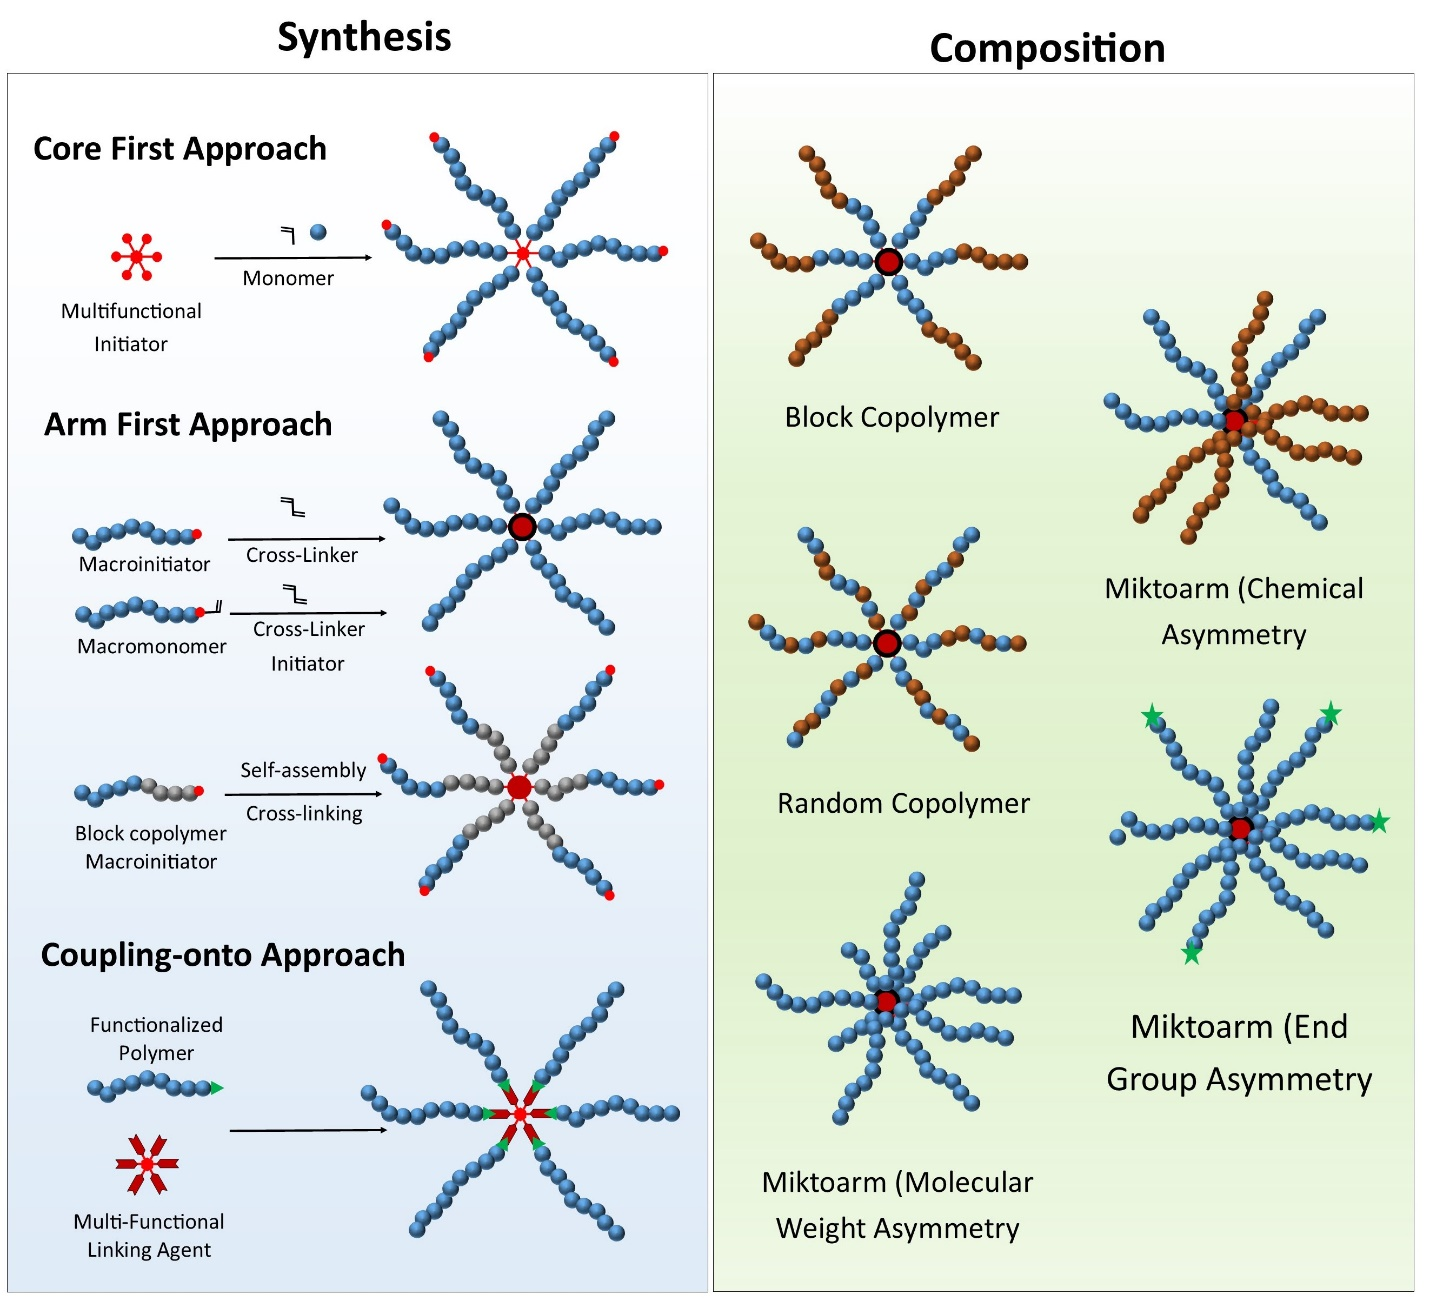 Synthesis
Core First Approach
Monomer
Multifunctional
Initiator
Arm First Approach
Macroinitiator
Cross-Linker
Macromonomer
Cross-Linker
Initiator
Self-assembly
Cross-linking
Block copolymer
Macroinitiator
Coupling-onto Approach
Functionalized
Polymer
Multi-Functional
Linking Agent
Composition
Block Copolymer
Miktoarm (Chemical
Asymmetry
Random Copolymer
Miktoarm (End
Group Asymmetry
Miktoarm (Molecular
Weight Asymmetry